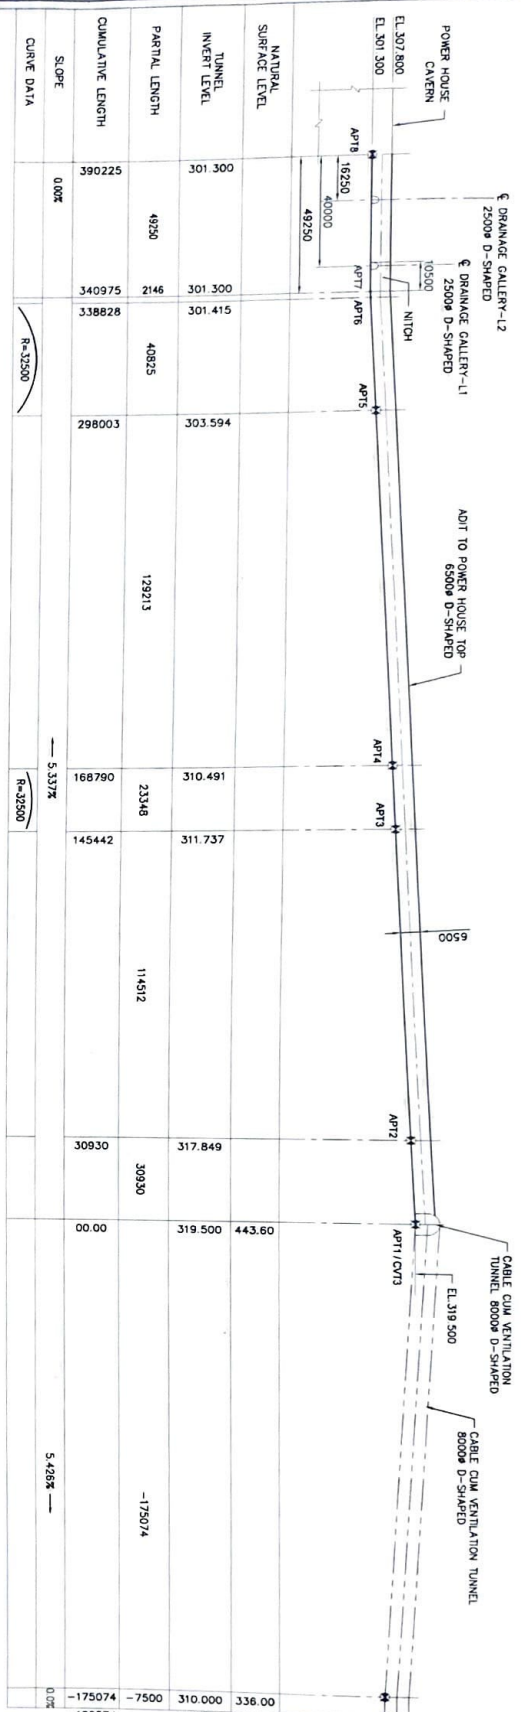 POWER HOUSE
CAVERN
EL.307.800
EL.301.300
℄ DRAINAGE GALLERY-L2
2500ø D-SHAPED
℄ DRAINAGE GALLERY-L1
2500ø D-SHAPED
10500
NITCH
ADIT TO POWER HOUSE TOP
6500ø D-SHAPED
6500
CABLE CUM VENTILATION
TUNNEL 8000ø D-SHAPED
CABLE CUM VENTILATION TUNNEL
8000ø D-SHAPED
EL.319.500
APT8
APT7
APT6
APT5
APT4
APT3
APT2
APT1/CVT3
16250
40000
49250
NATURAL
SURFACE LEVEL
443.60
336.00
TUNNEL
INVERT LEVEL
301.300
301.300
301.415
303.594
310.491
311.737
317.849
319.500
310.000
PARTIAL LENGTH
49250
2146
40825
129213
23348
114512
30930
-175074
-7500
CUMULATIVE LENGTH
390225
340975
338828
298003
168790
145442
30930
00.00
-175074
SLOPE
0.00%
5.337%
5.426%
0.0%
CURVE DATA
R=32500
R=32500